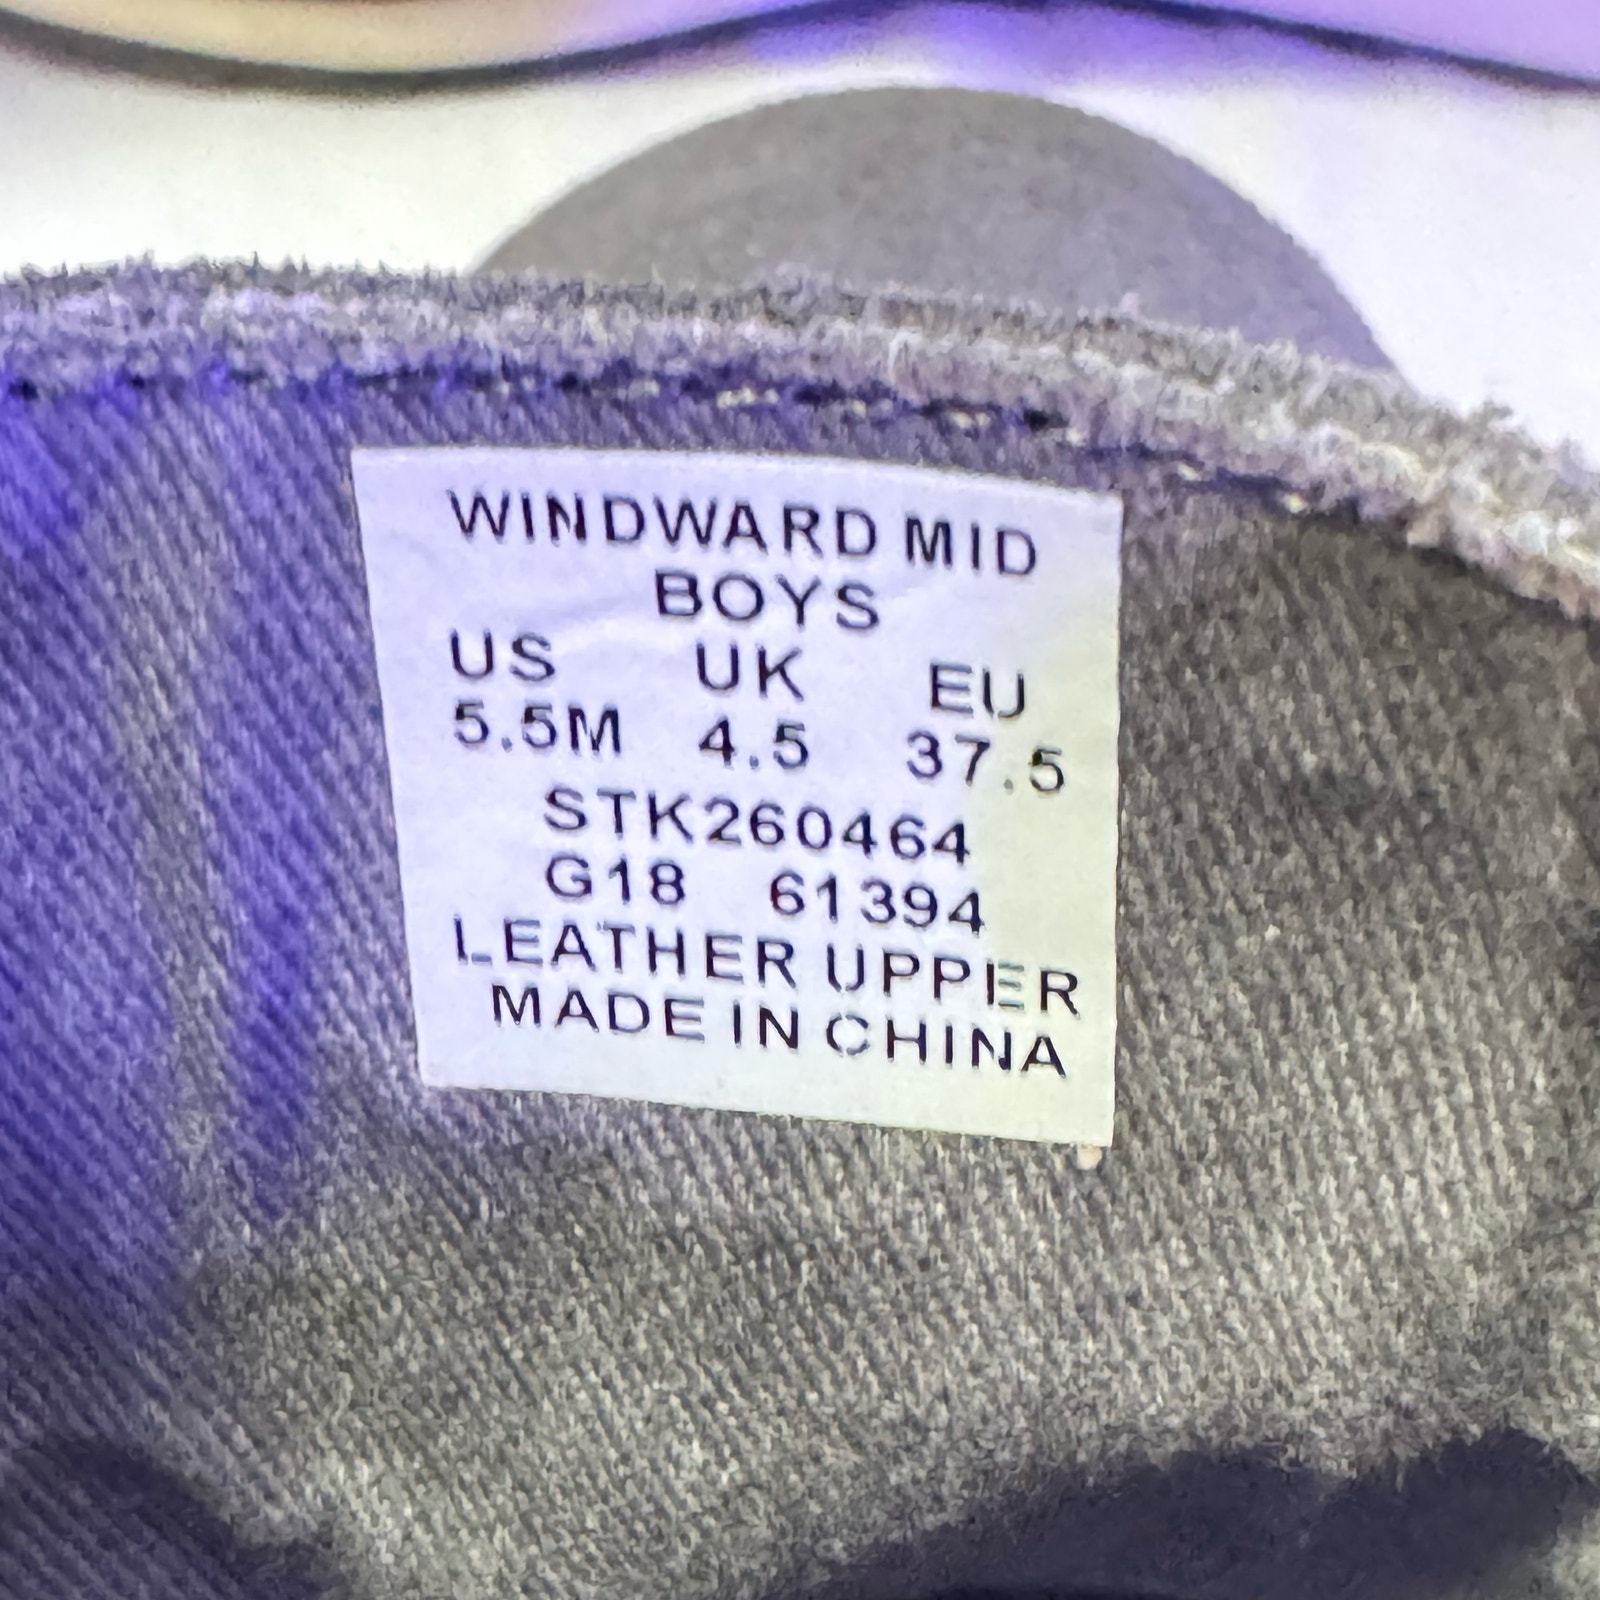 WINDWARD MID
BOYS
US UK EU
5.5M 4.5 37.5
STK260464
G18 61394
LEATHER UPPER
MADE IN CHINA